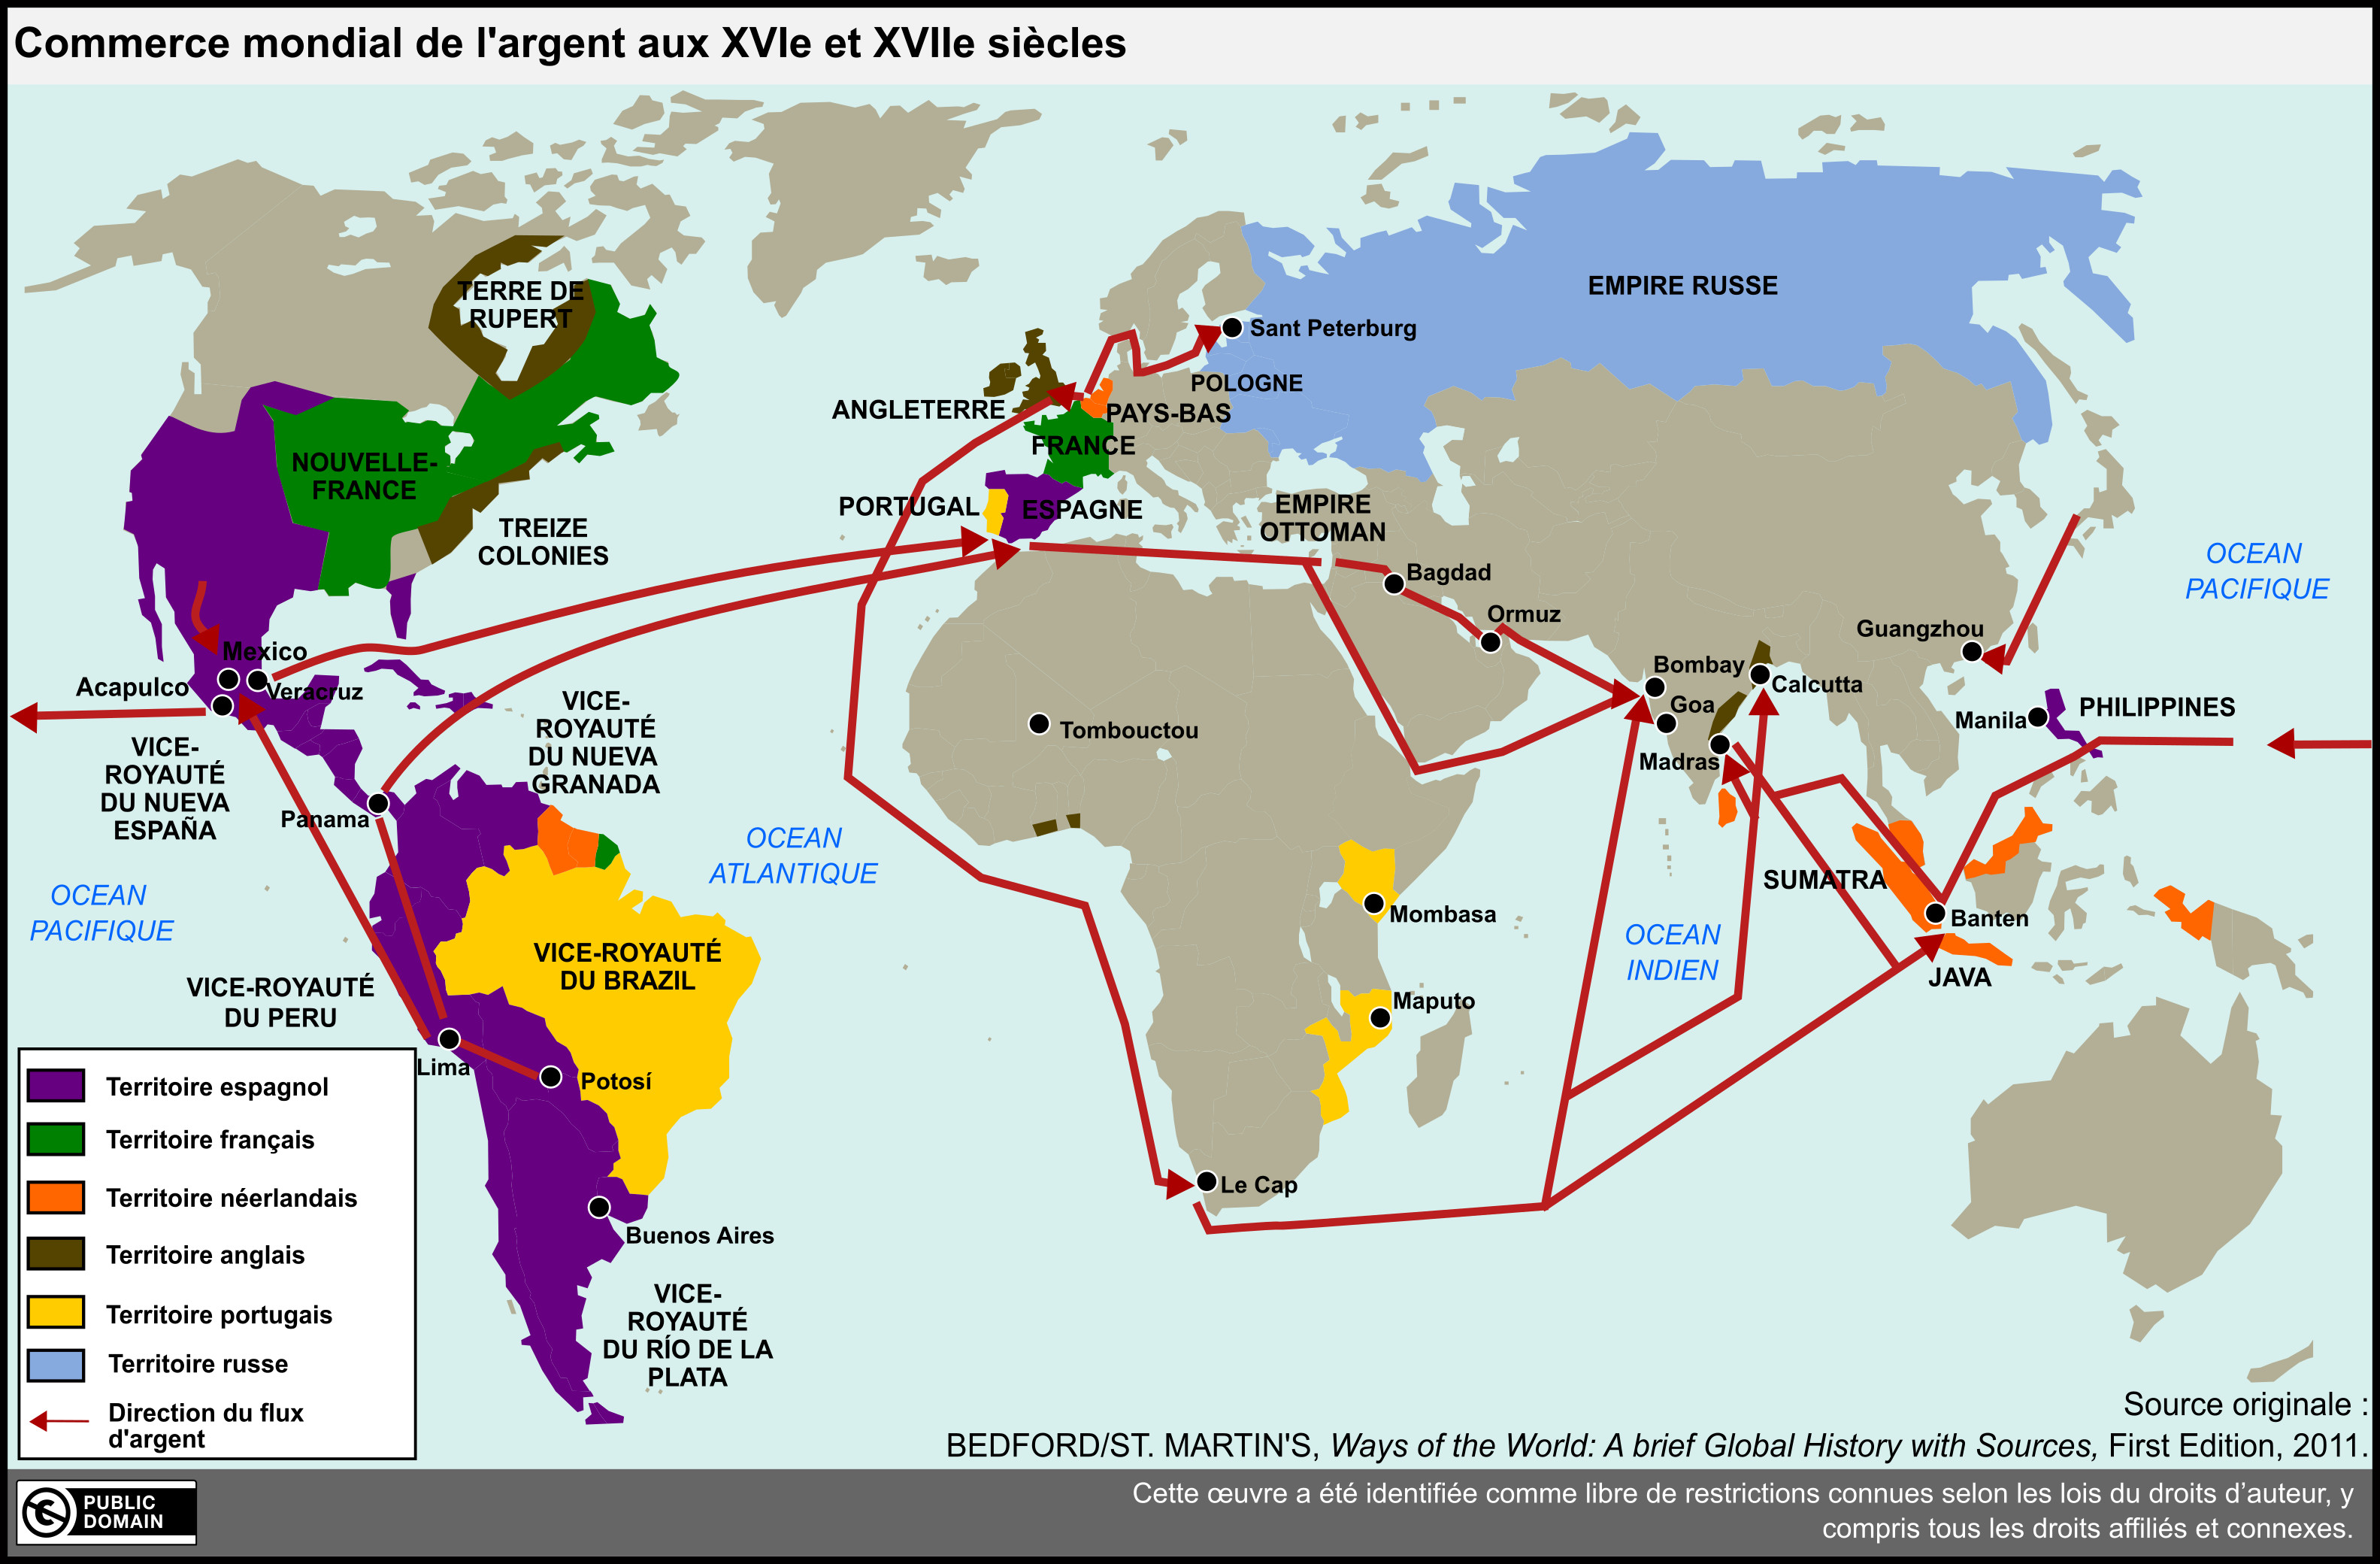 Commerce mondial de l'argent aux XVIe et XVIIe siècles
TERRE DE
RUPERT
EMPIRE RUSSE
Sant Peterburg
POLOGNE
ANGLETERRE
PAYS-BAS
FRANCE
NOUVELLE-
FRANCE
PORTUGAL
ESPAGNE
EMPIRE
OTTOMAN
TREIZE
COLONIES
OCEAN
PACIFIQUE
Bagdad
Ormuz
Guangzhou
Mexico
Acapulco
Veracruz
Bombay
Calcutta
Goa
Manila
PHILIPPINES
Tombouctou
Madras
VICE-
ROYAUTÉ
DU NUEVA
GRANADA
VICE-
ROYAUTÉ
DU NUEVA
ESPAÑA
Panama
OCEAN
ATLANTIQUE
OCEAN
PACIFIQUE
SUMATRA
Mombasa
Banten
OCEAN
INDIEN
VICE-ROYAUTÉ
DU BRAZIL
JAVA
VICE-ROYAUTÉ
DU PERU
Maputo
Lima
Potosí
Le Cap
Buenos Aires
VICE-
ROYAUTÉ
DU RÍO DE LA
PLATA
Territoire espagnol
Territoire français
Territoire néerlandais
Territoire anglais
Territoire portugais
Territoire russe
Direction du flux
d'argent
Source originale :
BEDFORD/ST. MARTIN'S, Ways of the World: A brief Global History with Sources, First Edition, 2011.
PUBLIC
DOMAIN
Cette œuvre a été identifiée comme libre de restrictions connues selon les lois du droits d’auteur, y
compris tous les droits affiliés et connexes.